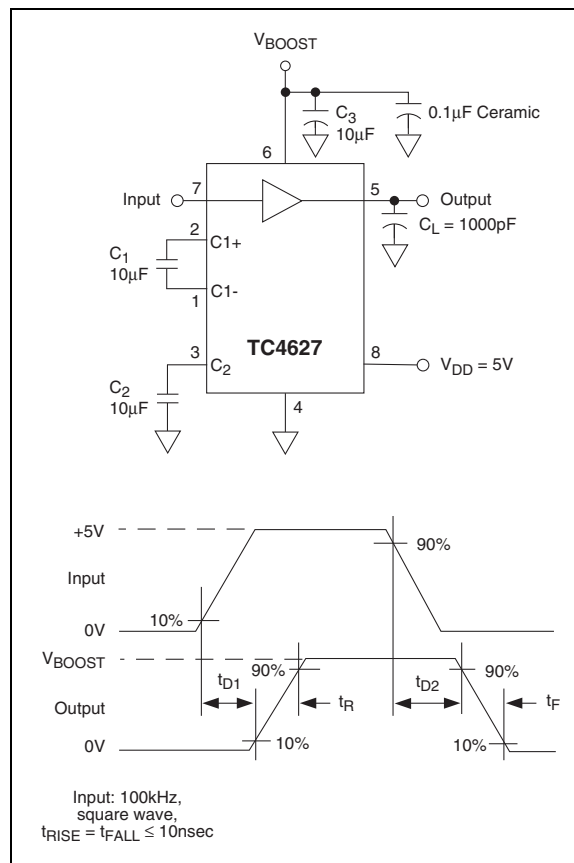 VBOOST
C3
10µF
0.1µF Ceramic
6
Input
7
5
Output
CL = 1000pF
2
C1+
C1
10µF
C1-
1
TC4627
3
C2
8
VDD = 5V
C2
10µF
4
+5V
90%
Input
10%
0V
VBOOST
90%
tD1
tR
tD2
90%
tF
Output
10%
10%
0V
Input: 100kHz,
square wave,
tRISE = tFALL ≤ 10nsec